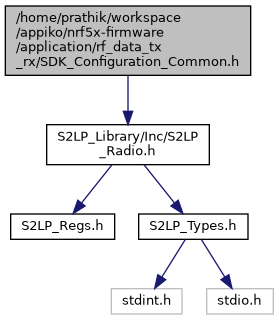 /home/prathik/workspace
/appiko/nrf5x-firmware
/application/rf_data_tx
_rx/SDK_Configuration_Common.h
S2LP_Library/Inc/S2LP
_Radio.h
S2LP_Regs.h
S2LP_Types.h
stdint.h
stdio.h